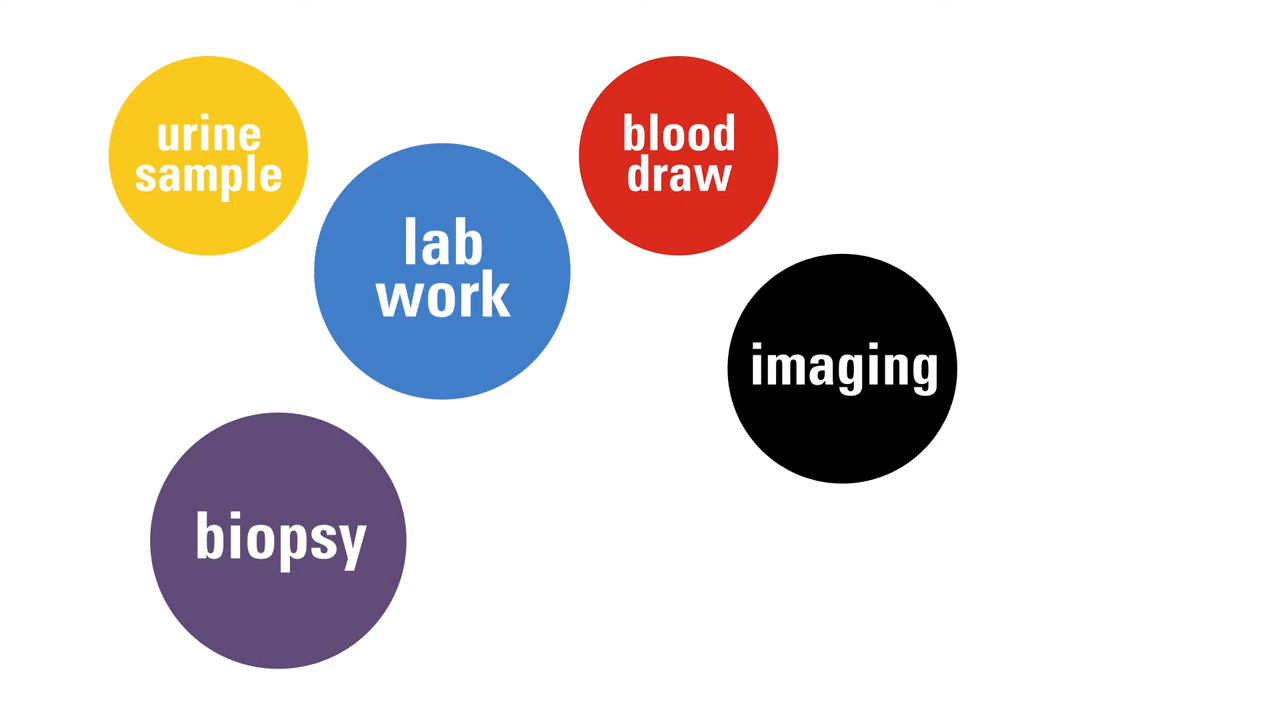 urine
sample
blood
draw
lab
work
imaging
biopsy